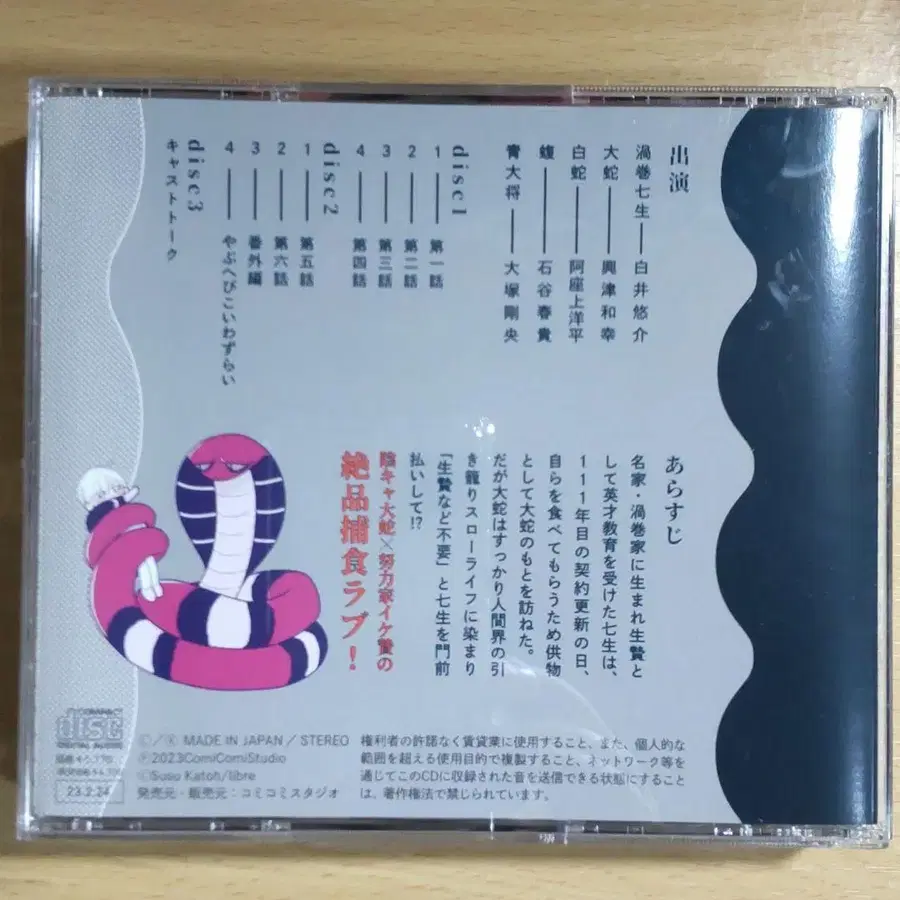 出演
渦巻七生――白井悠介
大蛇――興津和幸
白蛇――阿座上洋平
蝮――石谷春貴
青大将――大塚剛央
disc1
1――第一話
2――第二話
3――第三話
4――第四話
disc2
1――第五話
2――第六話
3――番外編
4――やぶへびこいわずらい
disc3
キャストトーク
あらすじ
名家・渦巻家に生まれ生贄と
して英才教育を受けた七生は、
111年目の契約更新の日、
自らを食べてもらうため供物
として大蛇のもとを訪ねた。
だが大蛇はすっかり人間界の引
き籠りスローライフに染まり
「生贄など不要」と七生を門前
払いして!?
陰キャ大蛇×努力家イケ贄の
絶品捕食ラブ!
COMPACT
disc
DIGITAL AUDIO
23.2.24
Ⓒ/Ⓡ MADE IN JAPAN / STEREO
Ⓟ2023ComiComiStudio
©Susu Katoh/libre
発売元・販売元:コミコミスタジオ
権利者の許諾なく賃貸業に使用すること、また、個人的な
範囲を超える使用目的で複製すること、ネットワーク等を
通じてこのCDに収録された音を送信できる状態にすること
は、著作権法で禁じられています。